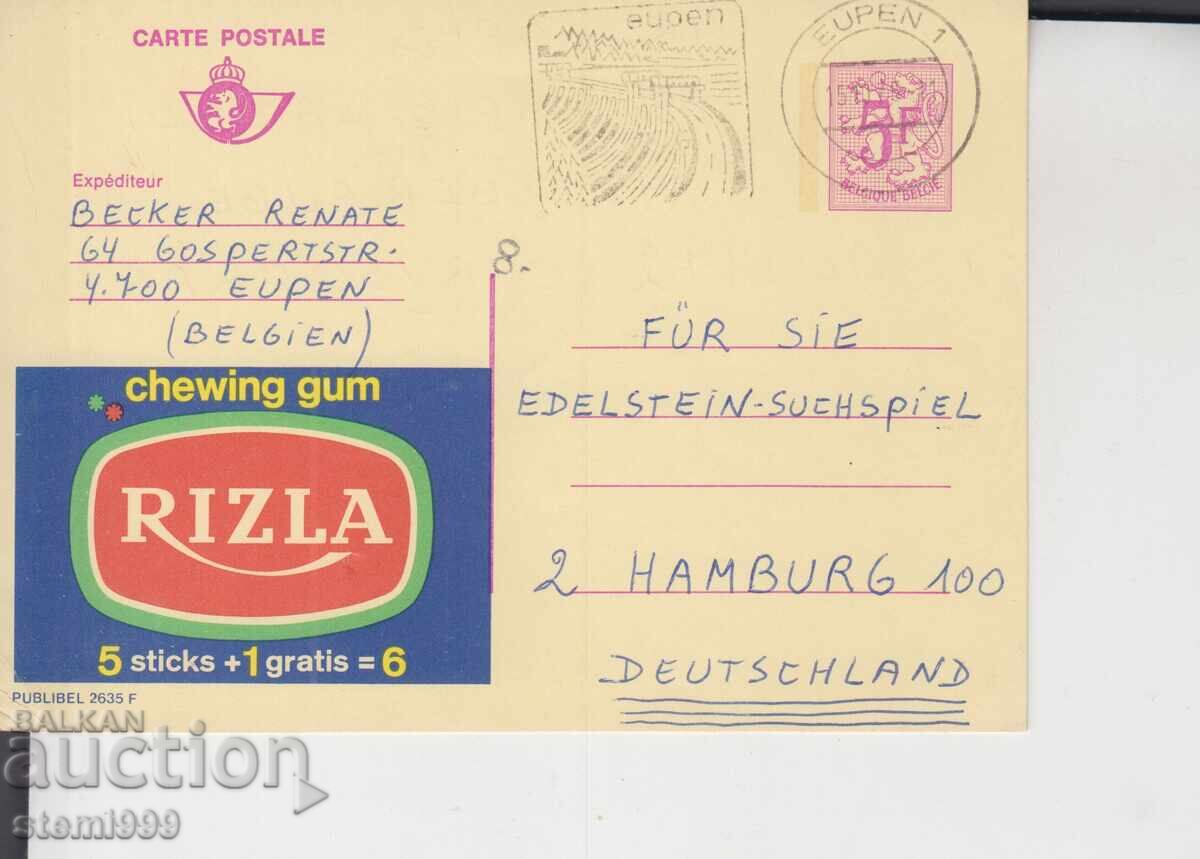 CARTE POSTALE
eupen
EUPEN 1
5F
BELGIQUE BELGIË
Expéditeur
BECKER RENATE
64 GOSPERTSTR.
4.700 EUPEN
(BELGIEN)
8.
FÜR SIE
EDELSTEIN-SUCHSPIEL
2 HAMBURG 100
DEUTSCHLAND
chewing gum
RIZLA
5 sticks + 1 gratis = 6
PUBLIBEL 2635 F
BALKAN
auction
stem1999